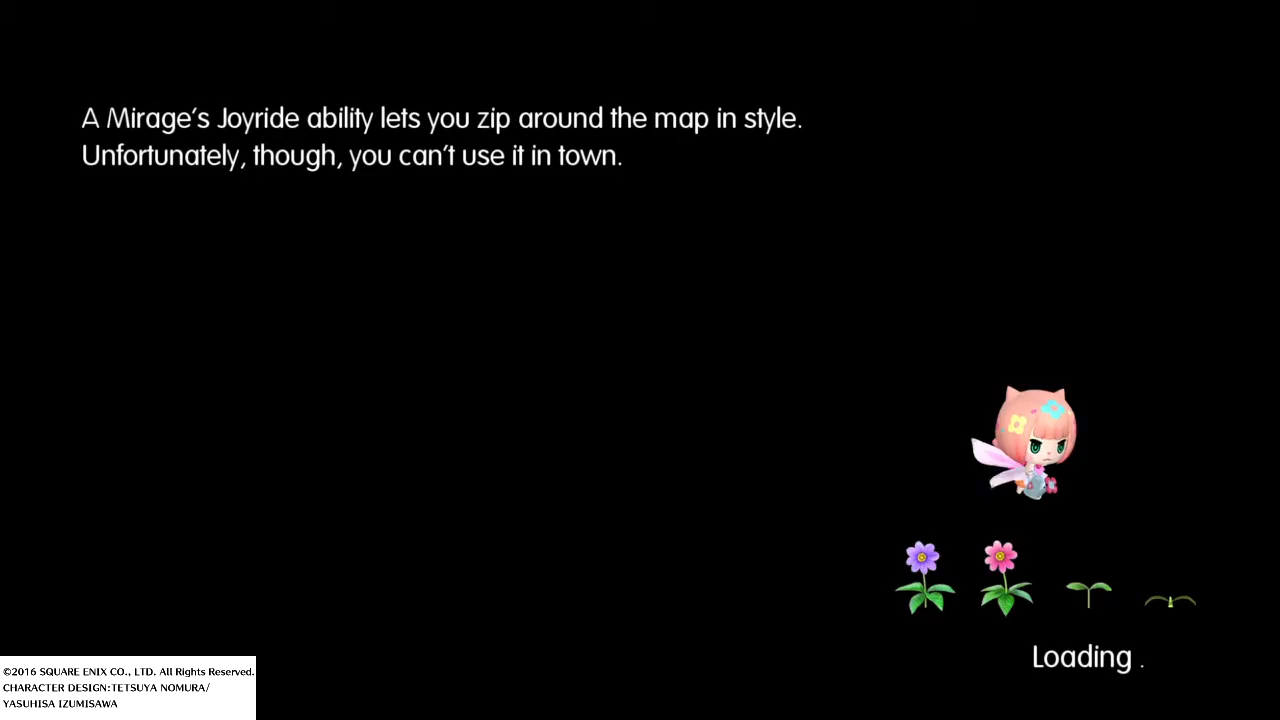 A Mirage's Joyride ability lets you zip around the map in style.
Unfortunately, though, you can't use it in town.
Loading .
©2016 SQUARE ENIX CO., LTD. All Rights Reserved.
CHARACTER DESIGN:TETSUYA NOMURA/
YASUHISA IZUMISAWA